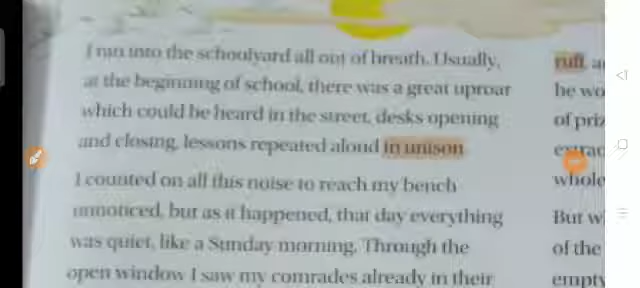 I ran into the schoolyard all out of breath. Usually,
at the beginning of school, there was a great uproar
which could be heard in the street, desks opening
and closing, lessons repeated aloud in unison
I counted on all this noise to reach my bench
unnoticed, but as it happened, that day everything
was quiet, like a Sunday morning. Through the
open window I saw my comrades already in their
ruff, a
he wo
of priz
extrac
whole
But w
of the
empty